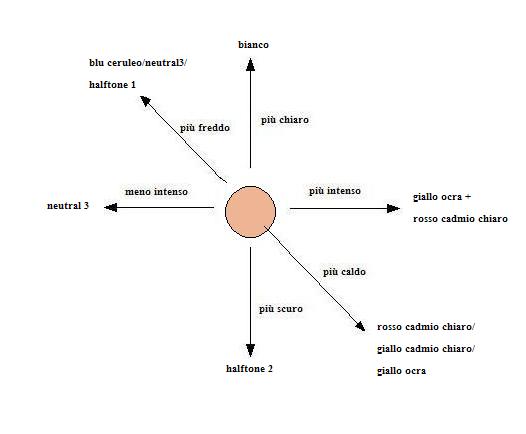 bianco
blu ceruleo/neutral3/
halftone 1
più freddo
più chiaro
meno intenso
più intenso
neutral 3
giallo ocra +
rosso cadmio chiaro
più caldo
più scuro
rosso cadmio chiaro/
giallo cadmio chiaro/
giallo ocra
halftone 2